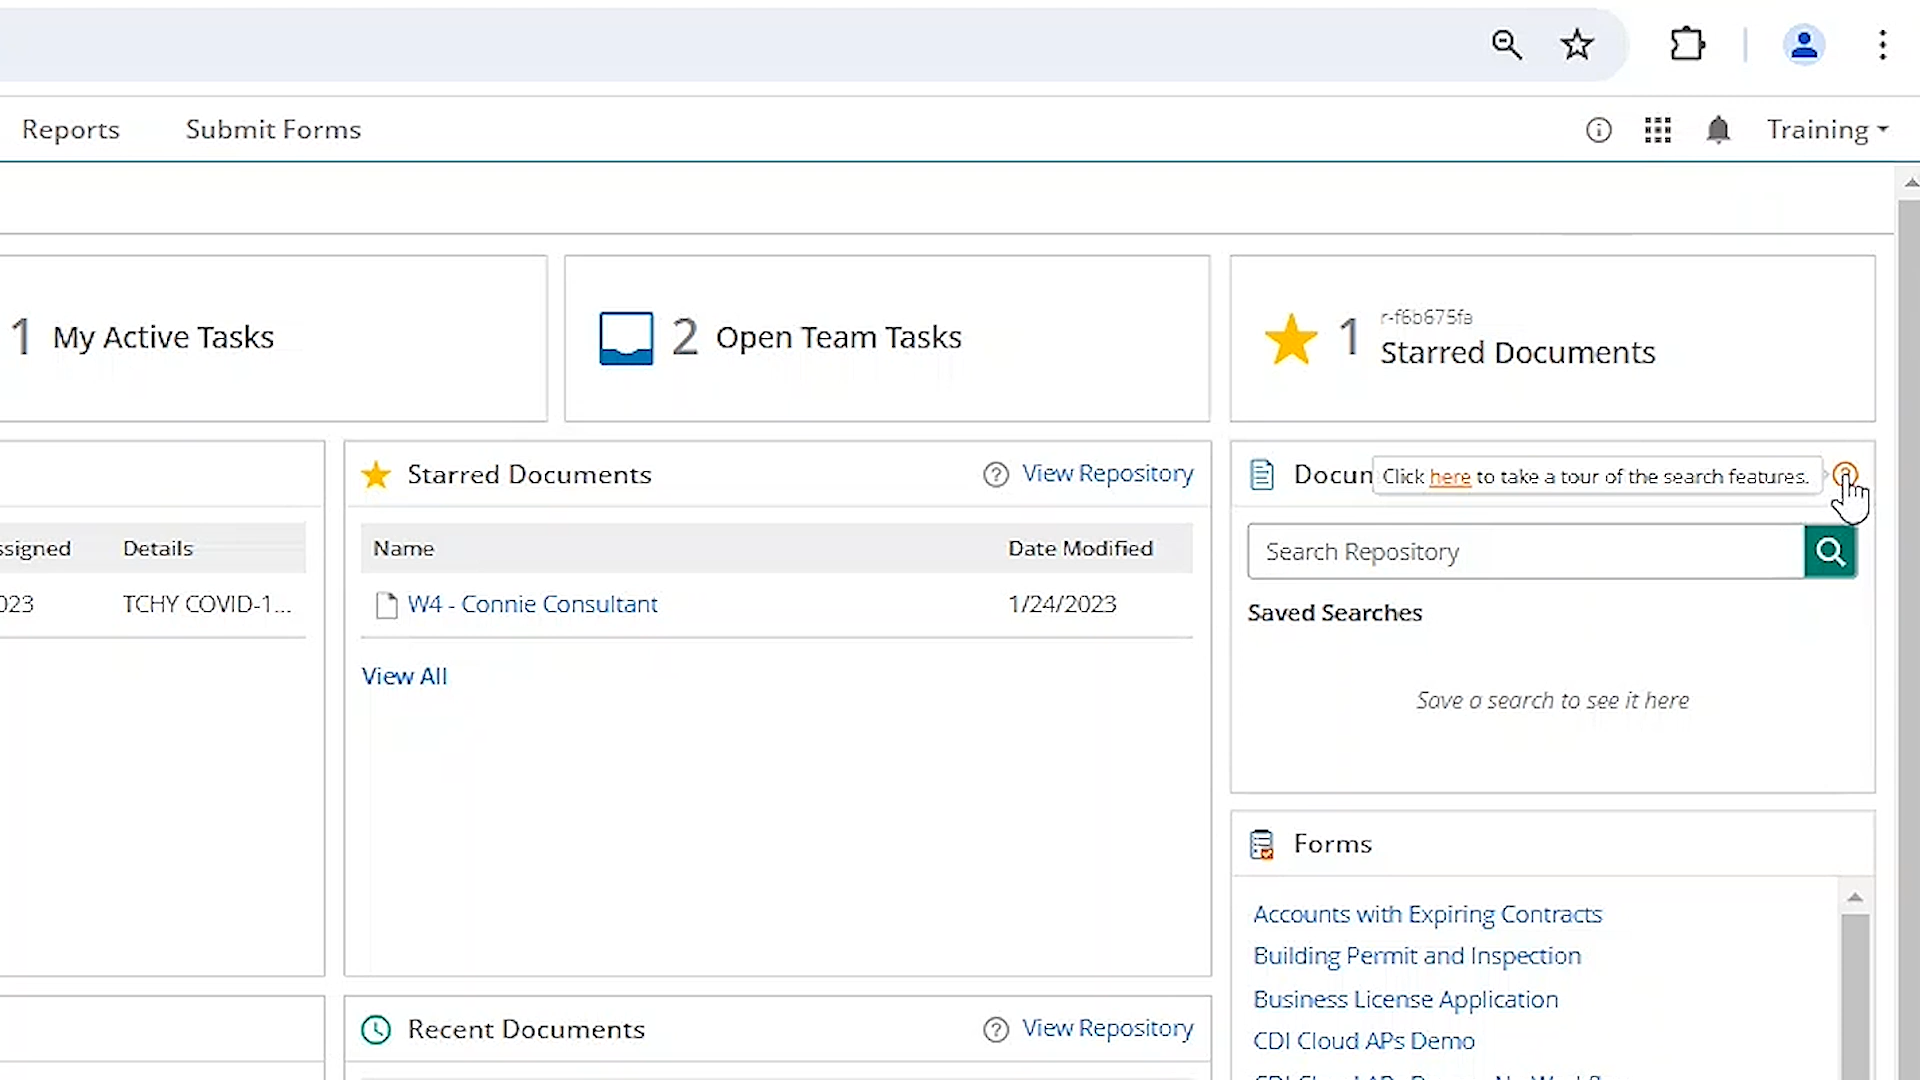 Reports Submit Forms Training
1 My Active Tasks
2 Open Team Tasks
1 r-f6b675fa
Starred Documents
Starred Documents View Repository
Click here to take a tour of the search features.
Docum
Details
Name Date Modified
Search Repository
TCHY COVID-1...
W4 - Connie Consultant 1/24/2023
Saved Searches
View All
Save a search to see it here
Forms
Accounts with Expiring Contracts
Building Permit and Inspection
Business License Application
Recent Documents View Repository
CDI Cloud APs Demo